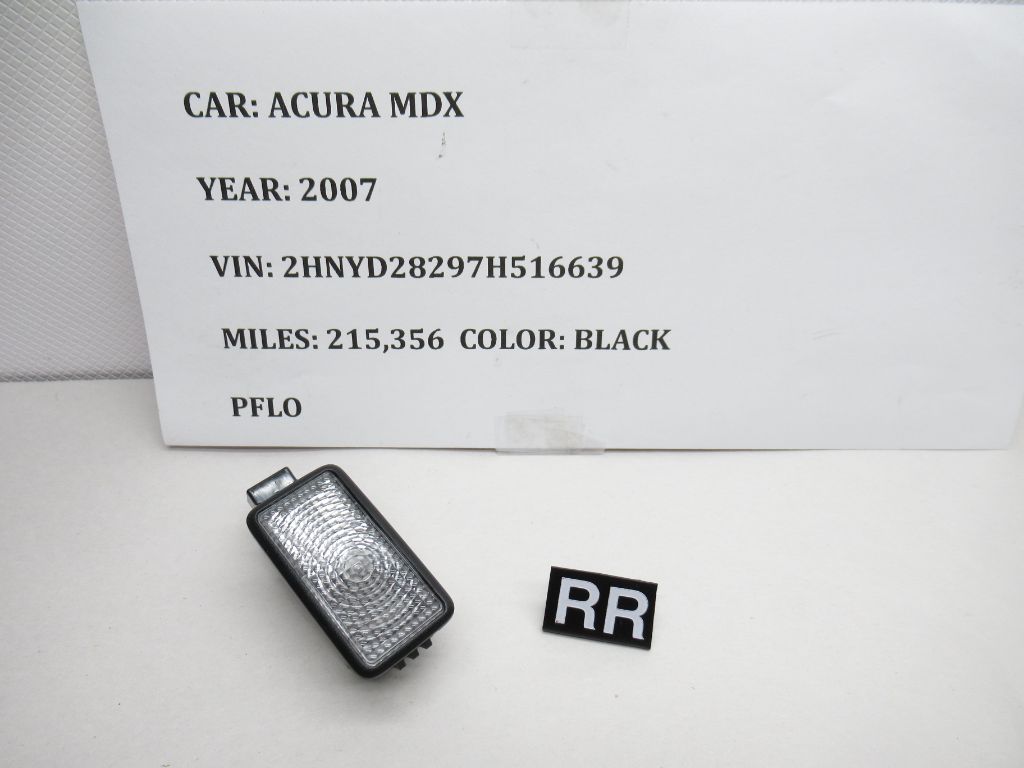 CAR: ACURA MDX
YEAR: 2007
VIN: 2HNYD28297H516639
MILES: 215,356 COLOR: BLACK
PFLO
RR